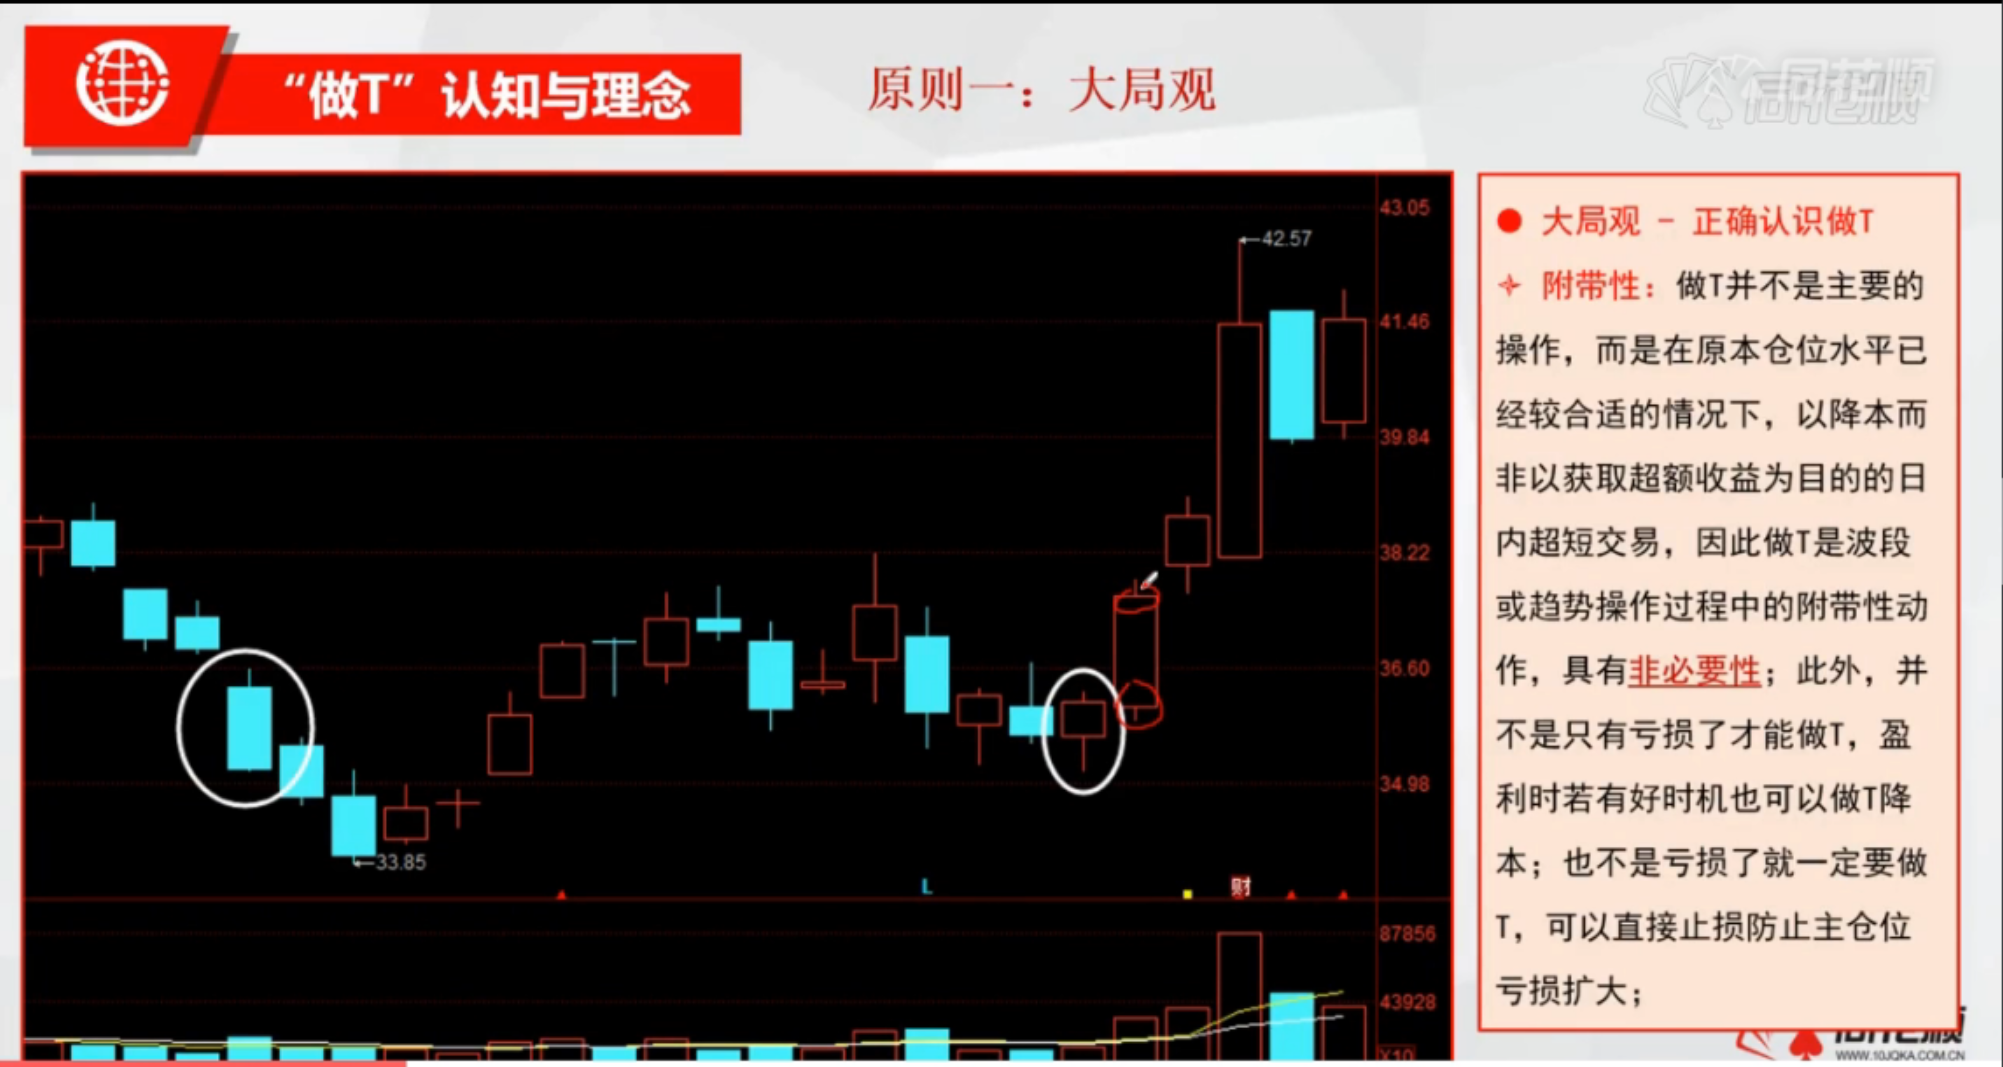 “做T”认知与理念
原则一：大局观
同花顺
43.05
42.57
41.46
39.84
38.22
36.60
34.98
33.85
L
财
87856
43928
X10
● 大局观 － 正确认识做T
附带性：做T并不是主要的
操作，而是在原本仓位水平已
经较合适的情况下，以降本而
非以获取超额收益为目的的日
内超短交易，因此做T是波段
或趋势操作过程中的附带性动
作，具有非必要性；此外，并
不是只有亏损了才能做T，盈
利时若有好时机也可以做T降
本；也不是亏损了就一定要做
T，可以直接止损防止主仓位
亏损扩大；
同花顺
WWW.10JQKA.COM.CN